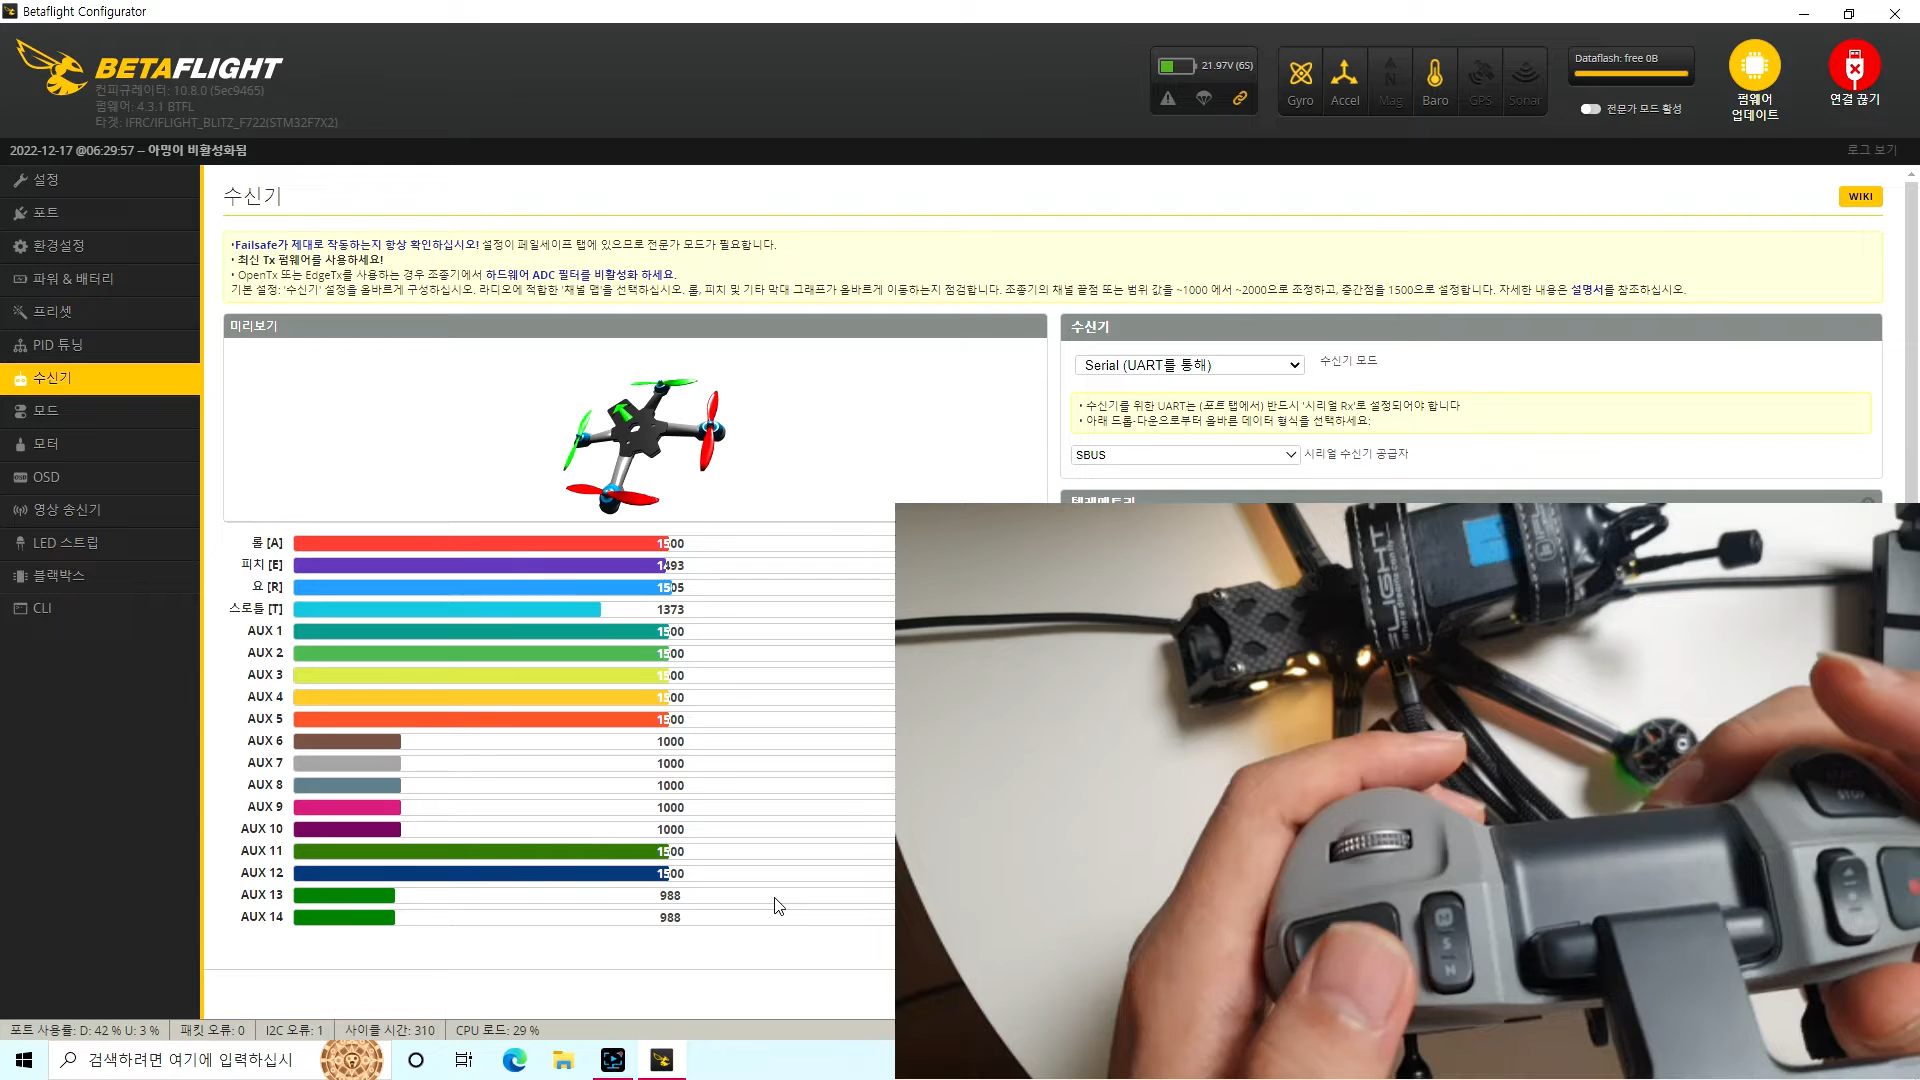 Betaflight Configurator
BETAFLIGHT
컨피규레이터: 10.8.0 (5ec9465)
펌웨어: 4.3.1 BTFL
타겟: IFRC/IFLIGHT_BLITZ_F722(STM32F7X2)
21.97V (6S)
Gyro
Accel
Mag
Baro
GPS
Sonar
Dataflash: free 0B
전문가 모드 활성
펌웨어
업데이트
연결 끊기
2022-12-17 @06:29:57 -- 아밍이 비활성화됨
로그 보기
설정
포트
환경설정
파워 & 배터리
프리셋
PID 튜닝
수신기
모드
모터
OSD
영상 송신기
LED 스트립
블랙박스
CLI
수신기
WIKI
•Failsafe가 제대로 작동하는지 항상 확인하십시오! 설정이 페일세이프 탭에 있으므로 전문가 모드가 필요합니다.
• 최신 Tx 펌웨어를 사용하세요!
• OpenTx 또는 EdgeTx를 사용하는 경우 조종기에서 하드웨어 ADC 필터를 비활성화 하세요.
기본 설정: '수신기' 설정을 올바르게 구성하십시오. 라디오에 적합한 '채널 맵'을 선택하십시오. 롤, 피치 및 기타 막대 그래프가 올바르게 이동하는지 점검합니다. 조종기의 채널 끝점 또는 범위 값을 ~1000 에서 ~2000으로 조정하고, 중간점을 1500으로 설정합니다. 자세한 내용은 설명서를 참조하십시오.
미리보기
수신기
Serial (UART를 통해)
수신기 모드
• 수신기를 위한 UART는 (포트 탭에서) 반드시 '시리얼 Rx'로 설정되어야 합니다
• 아래 드롭-다운으로부터 올바른 데이터 형식을 선택하세요:
SBUS
시리얼 수신기 공급자
텔레메트리
롤 [A] 1500
피치 [E] 1493
요 [R] 1505
스로틀 [T] 1373
AUX 1 1500
AUX 2 1500
AUX 3 1500
AUX 4 1500
AUX 5 1500
AUX 6 1000
AUX 7 1000
AUX 8 1000
AUX 9 1000
AUX 10 1000
AUX 11 1500
AUX 12 1500
AUX 13 988
AUX 14 988
M
S
N
STOP
포트 사용률: D: 42 % U: 3 %
패킷 오류: 0
I2C 오류: 1
사이클 시간: 310
CPU 로드: 29 %
검색하려면 여기에 입력하십시